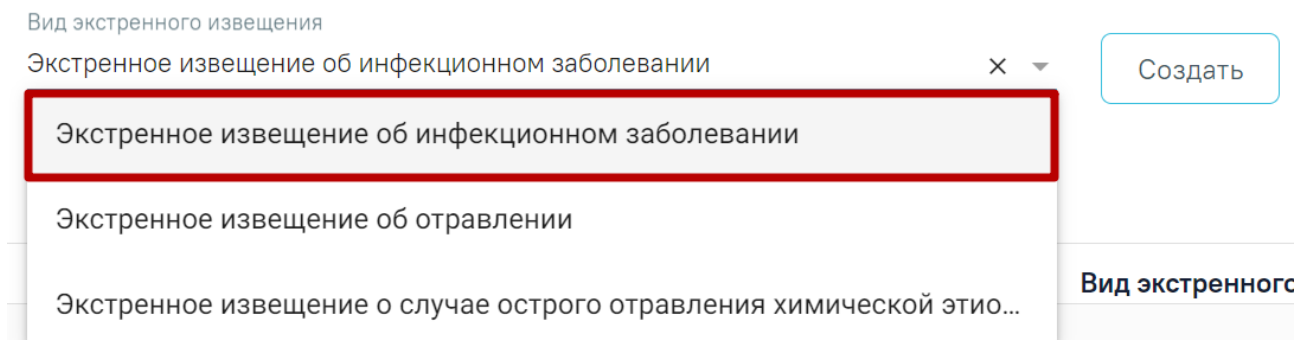 Вид экстренного извещения
Экстренное извещение об инфекционном заболевании
Создать
Экстренное извещение об инфекционном заболевании
Экстренное извещение об отравлении
Вид экстренного
Экстренное извещение о случае острого отравления химической этио...